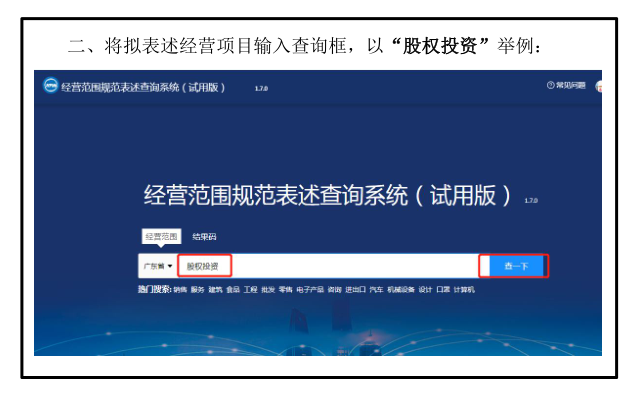 二、将拟表述经营项目输入查询框，以“股权投资”举例：
经营范围规范表述查询系统（试用版） 1.7.0 常见问题
经营范围规范表述查询系统（试用版） 1.7.0
经营范围 结果码
广东省 股权投资 查一下
热门搜索: 销售 服务 建筑 食品 工程 批发 零售 电子产品 咨询 进出口 汽车 机械设备 设计 口罩 计算机